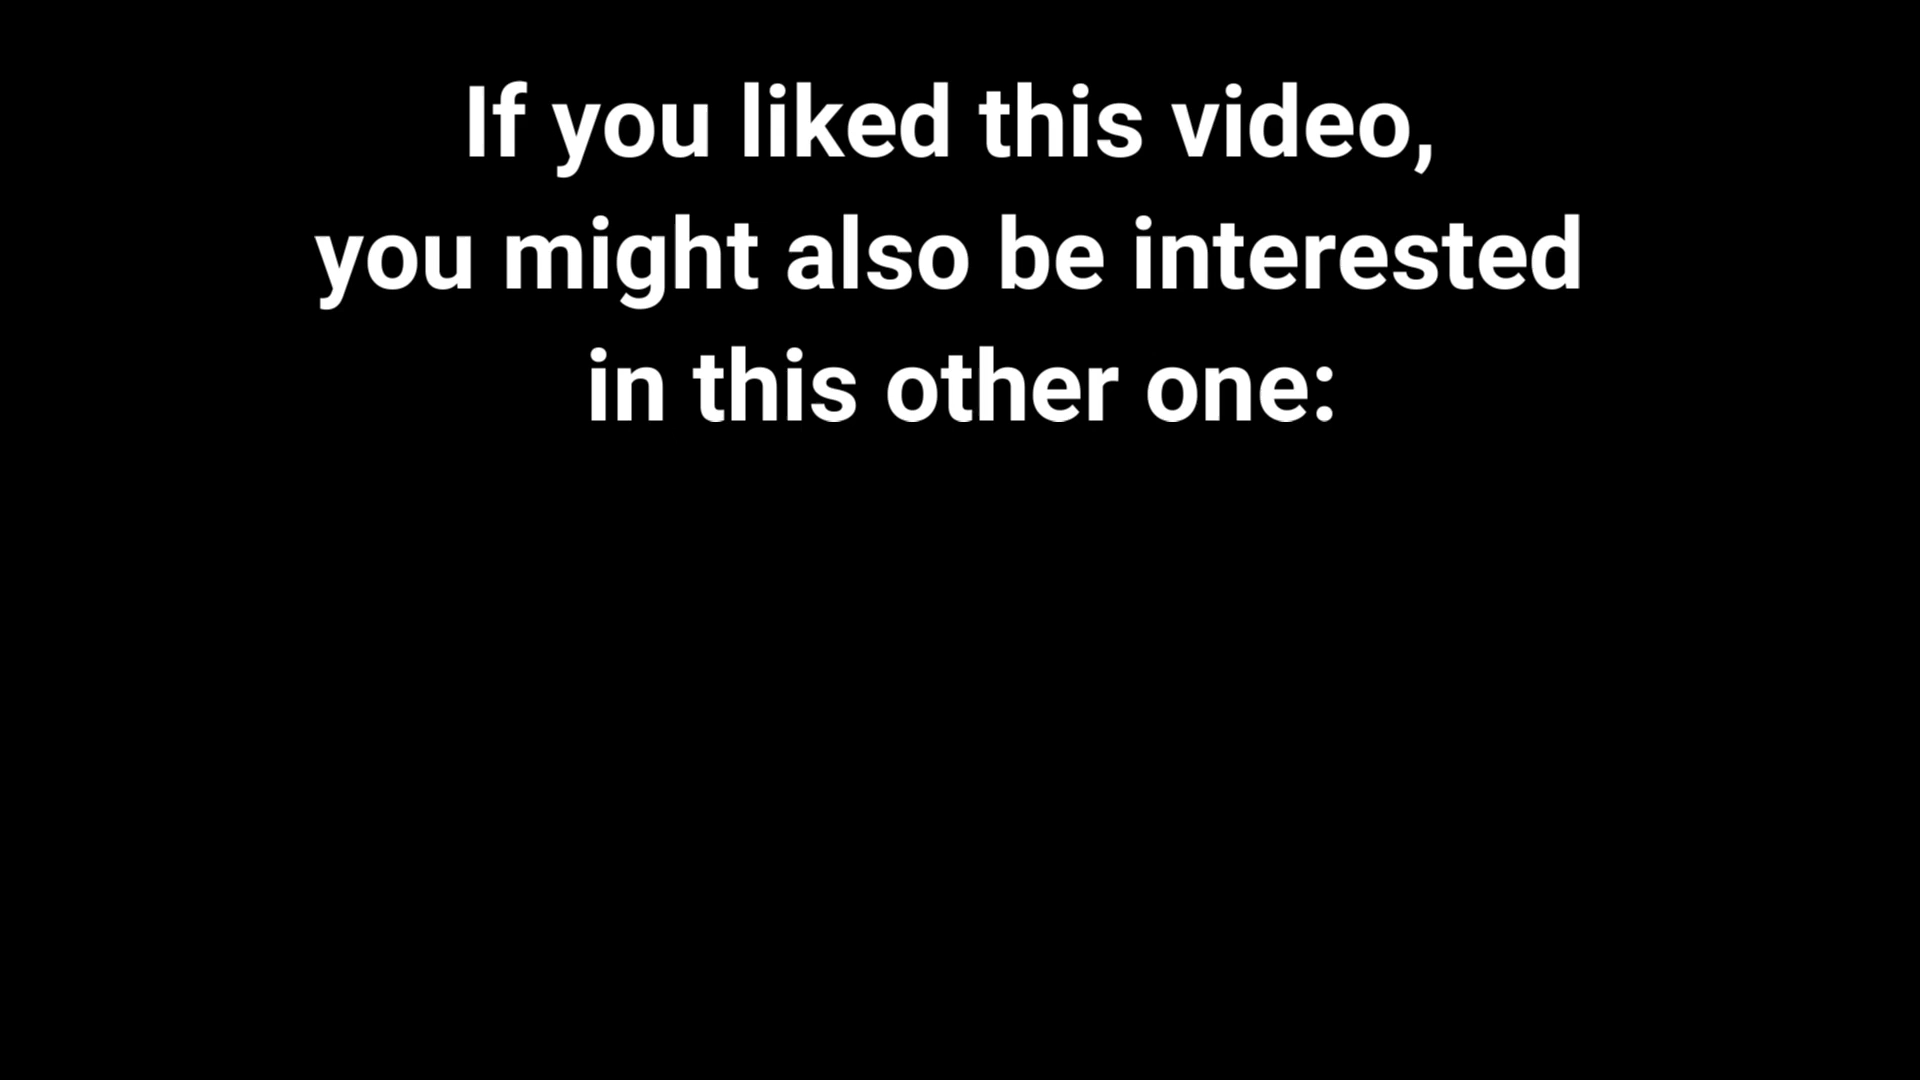 If you liked this video,
you might also be interested
in this other one: